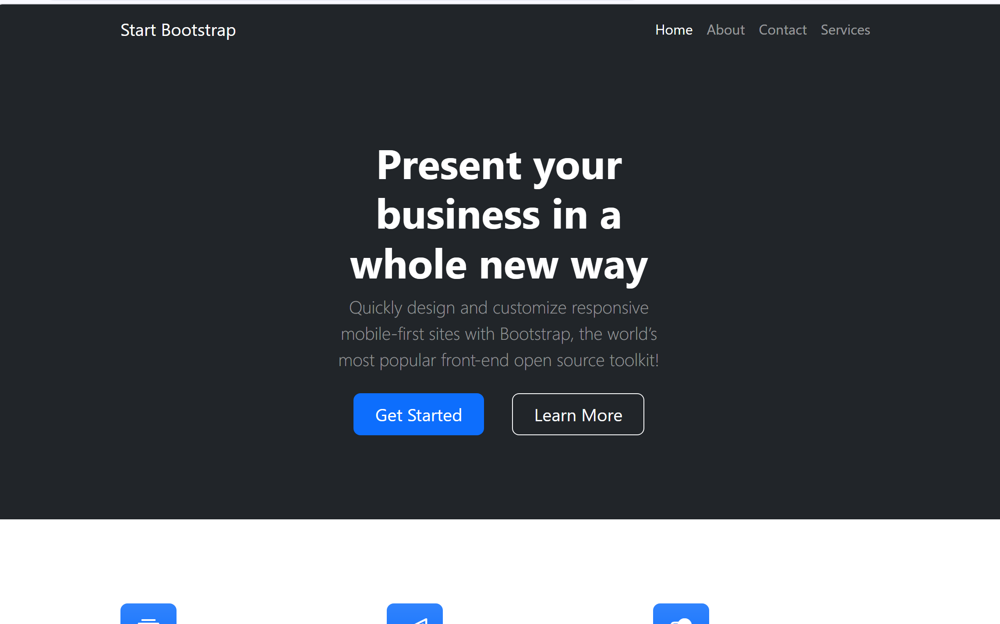 Start Bootstrap
Home About Contact Services
Present your
business in a
whole new way
Quickly design and customize responsive
mobile-first sites with Bootstrap, the world’s
most popular front-end open source toolkit!
Get Started Learn More